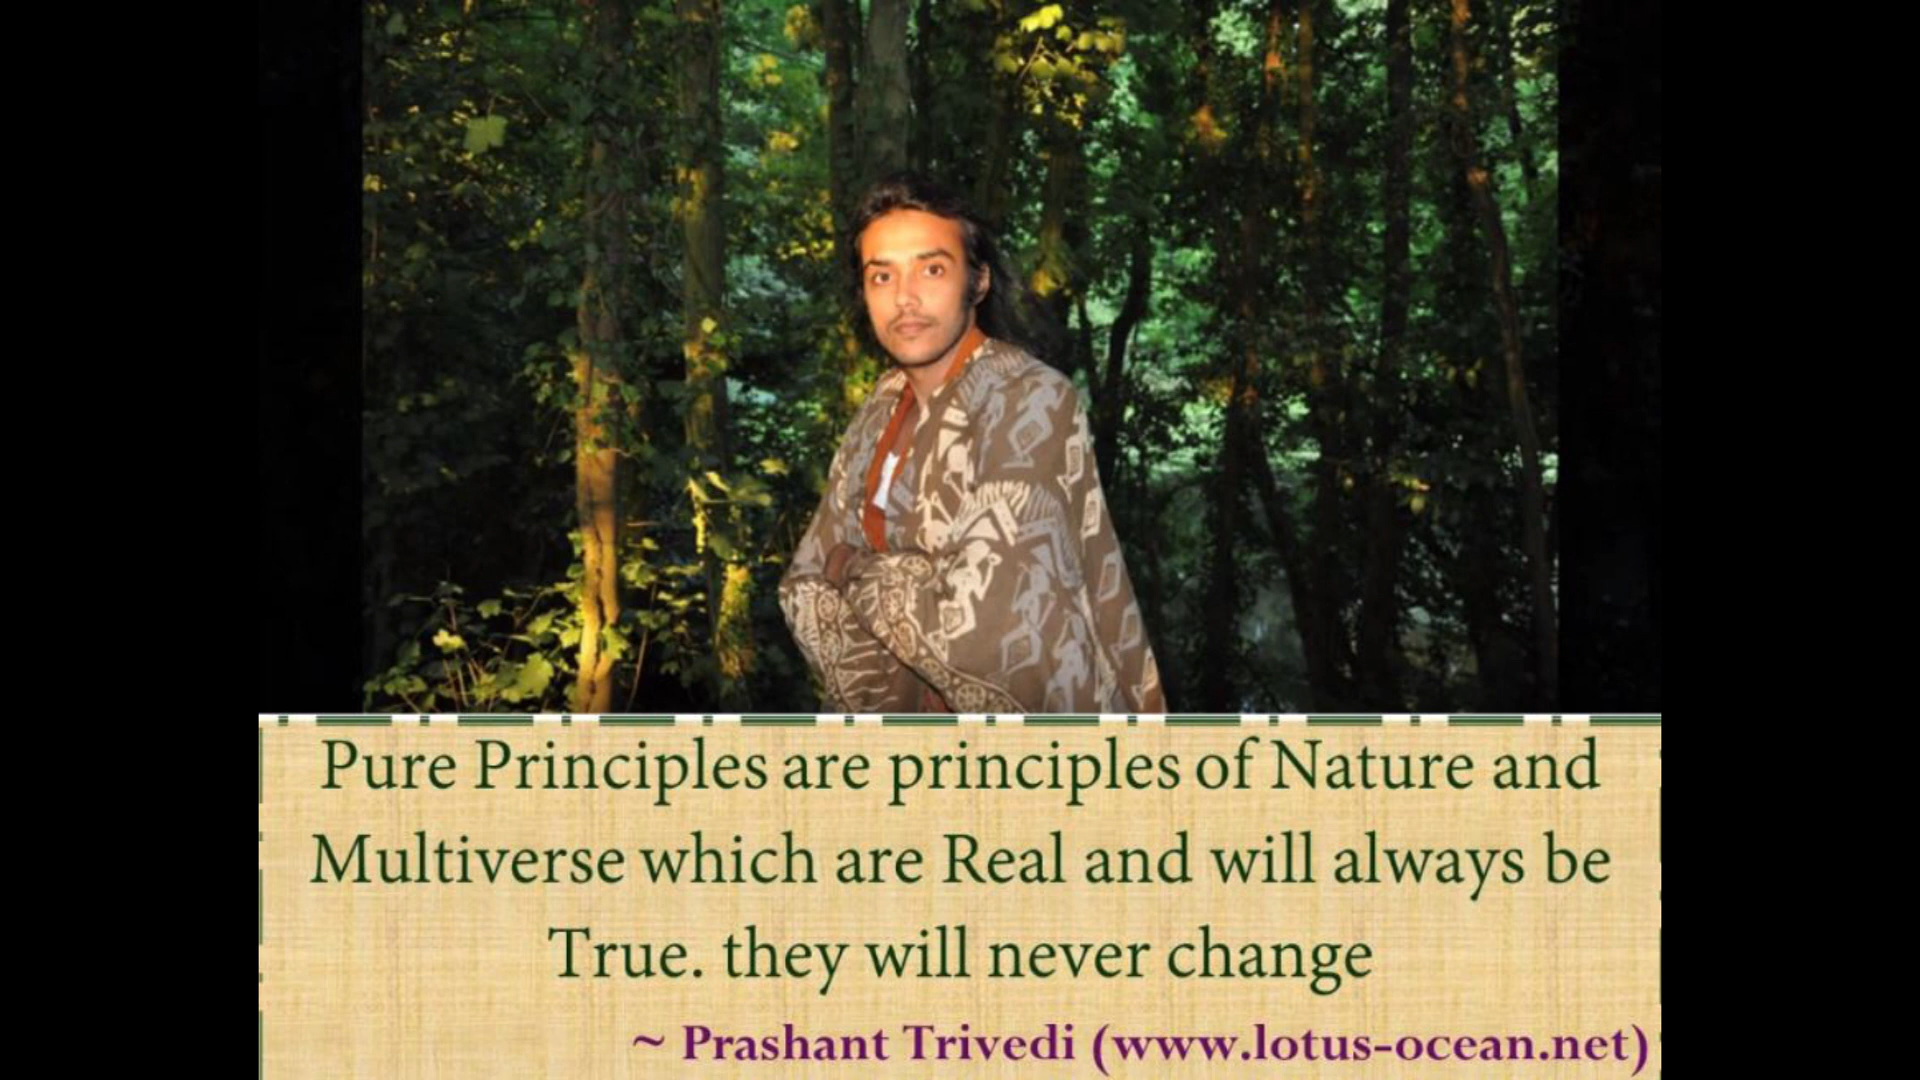 Pure Principles are principles of Nature and
Multiverse which are Real and will always be
True. they will never change
~ Prashant Trivedi (www.lotus-ocean.net)